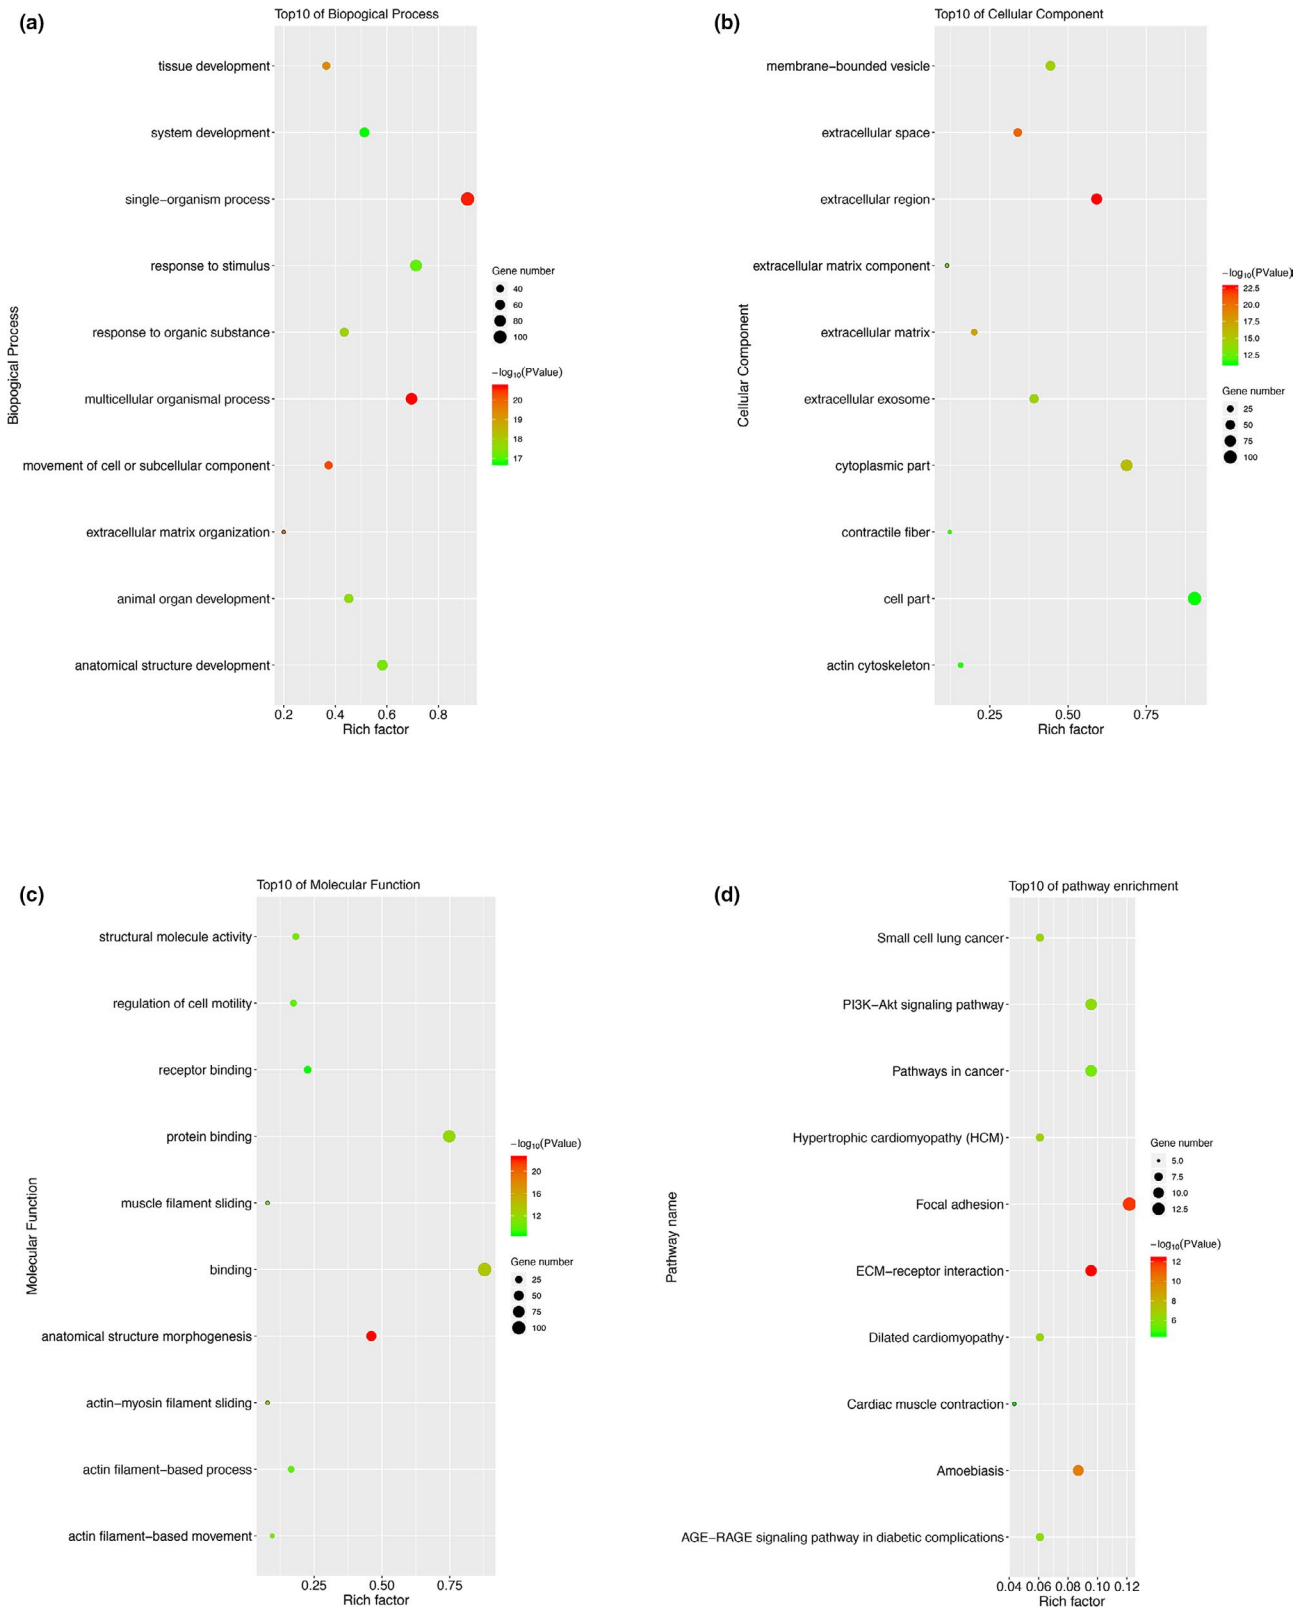 (a)
Top10 of Biopogical Process
Biopogical Process
tissue development
system development
single−organism process
response to stimulus
response to organic substance
multicellular organismal process
movement of cell or subcellular component
extracellular matrix organization
animal organ development
anatomical structure development
0.2 0.4 0.6 0.8
Rich factor
Gene number
40
60
80
100
−log10(PValue)
20
19
18
17
(b)
Top10 of Cellular Component
Cellular Component
membrane−bounded vesicle
extracellular space
extracellular region
extracellular matrix component
extracellular matrix
extracellular exosome
cytoplasmic part
contractile fiber
cell part
actin cytoskeleton
0.25 0.50 0.75
Rich factor
−log10(PValue)
22.5
20.0
17.5
15.0
12.5
Gene number
25
50
75
100
(c)
Top10 of Molecular Function
Molecular Function
structural molecule activity
regulation of cell motility
receptor binding
protein binding
muscle filament sliding
binding
anatomical structure morphogenesis
actin−myosin filament sliding
actin filament−based process
actin filament−based movement
0.25 0.50 0.75
Rich factor
−log10(PValue)
20
16
12
Gene number
25
50
75
100
(d)
Top10 of pathway enrichment
Pathway name
Small cell lung cancer
PI3K−Akt signaling pathway
Pathways in cancer
Hypertrophic cardiomyopathy (HCM)
Focal adhesion
ECM−receptor interaction
Dilated cardiomyopathy
Cardiac muscle contraction
Amoebiasis
AGE−RAGE signaling pathway in diabetic complications
0.04 0.06 0.08 0.10 0.12
Rich factor
Gene number
5.0
7.5
10.0
12.5
−log10(PValue)
12
10
8
6